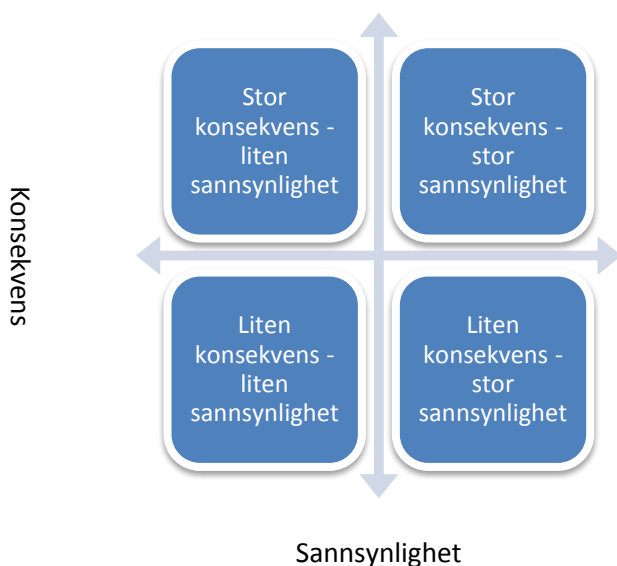 Stor
konsekvens -
liten
sannsynlighet
Stor
konsekvens -
stor
sannsynlighet
Konsekvens
Liten
konsekvens -
liten
sannsynlighet
Liten
konsekvens -
stor
sannsynlighet
Sannsynlighet